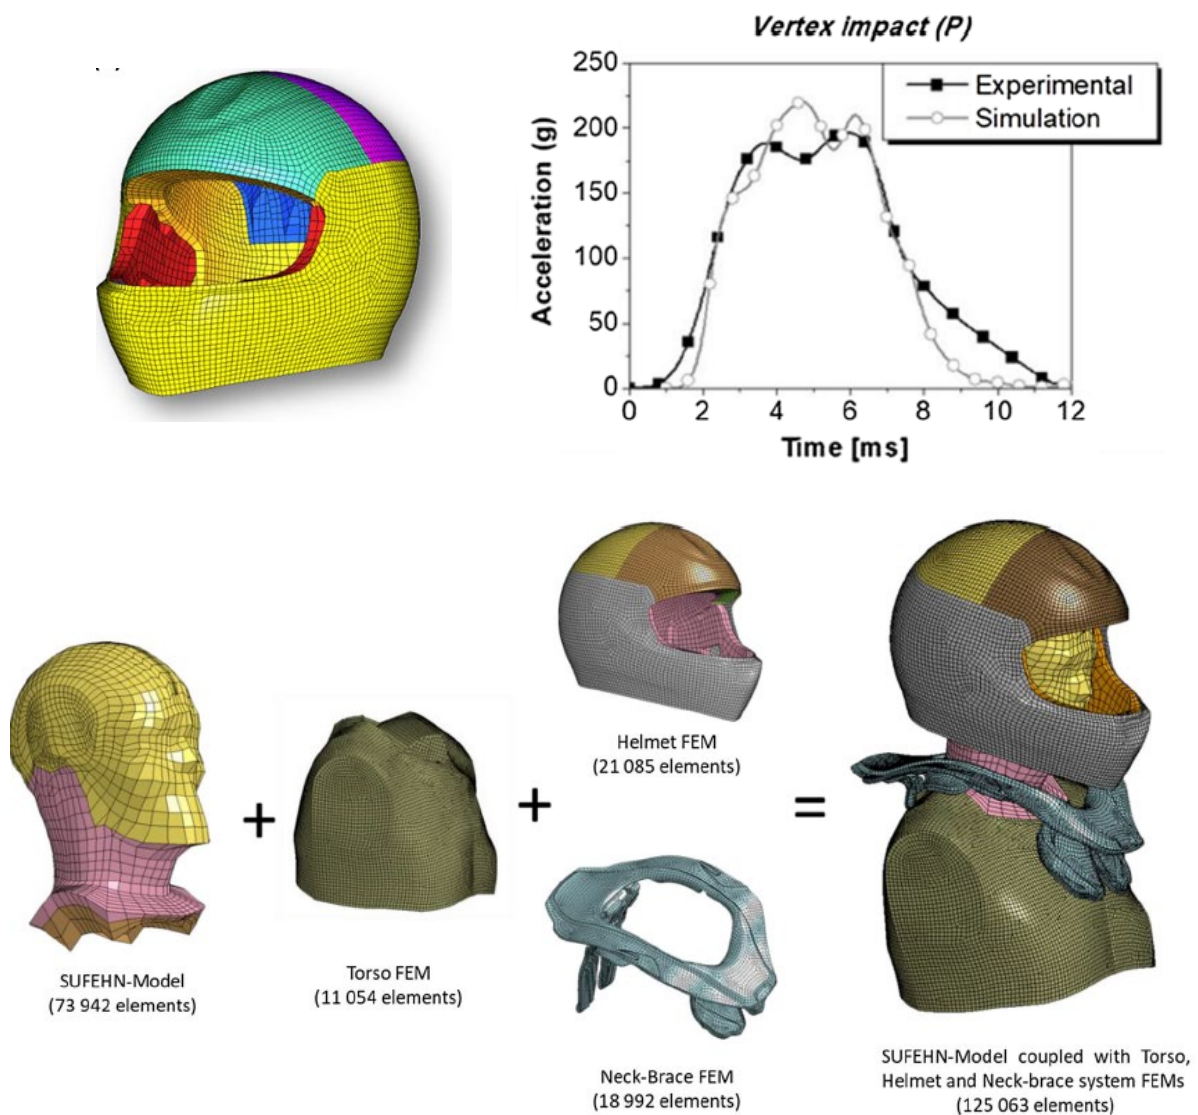 Vertex impact (P)
250
200
150
100
50
0
Acceleration (g)
Experimental
Simulation
0 2 4 6 8 10 12
Time [ms]
Helmet FEM
(21 085 elements)
+
+
=
SUFEHN-Model
(73 942 elements)
Torso FEM
(11 054 elements)
Neck-Brace FEM
(18 992 elements)
SUFEHN-Model coupled with Torso,
Helmet and Neck-brace system FEMs
(125 063 elements)